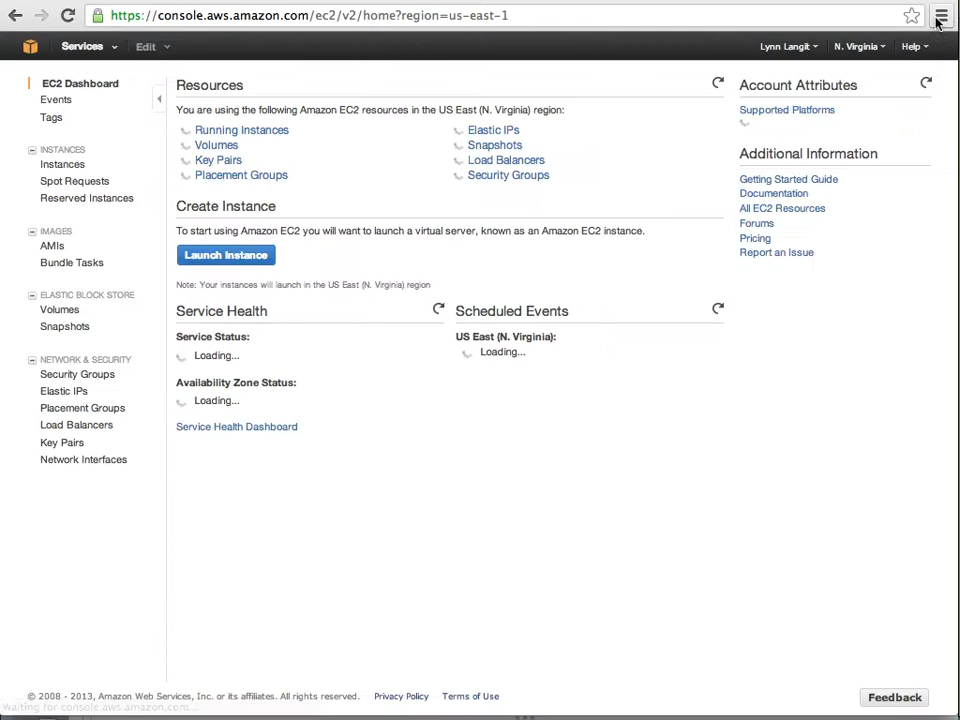 https://console.aws.amazon.com/ec2/v2/home?region=us-east-1
Services Edit Lynn Langit N. Virginia Help
EC2 Dashboard
Events
Tags
INSTANCES
Instances
Spot Requests
Reserved Instances
IMAGES
AMIs
Bundle Tasks
ELASTIC BLOCK STORE
Volumes
Snapshots
NETWORK & SECURITY
Security Groups
Elastic IPs
Placement Groups
Load Balancers
Key Pairs
Network Interfaces
Resources
You are using the following Amazon EC2 resources in the US East (N. Virginia) region:
Running Instances
Volumes
Key Pairs
Placement Groups
Elastic IPs
Snapshots
Load Balancers
Security Groups
Create Instance
To start using Amazon EC2 you will want to launch a virtual server, known as an Amazon EC2 instance.
Launch Instance
Note: Your instances will launch in the US East (N. Virginia) region
Service Health
Service Status:
Loading...
Availability Zone Status:
Loading...
Service Health Dashboard
Scheduled Events
US East (N. Virginia):
Loading...
Account Attributes
Supported Platforms
Additional Information
Getting Started Guide
Documentation
All EC2 Resources
Forums
Pricing
Report an Issue
© 2008 - 2013, Amazon Web Services, Inc. or its affiliates. All rights reserved. Privacy Policy Terms of Use
Feedback
Waiting for console.aws.amazon.com...